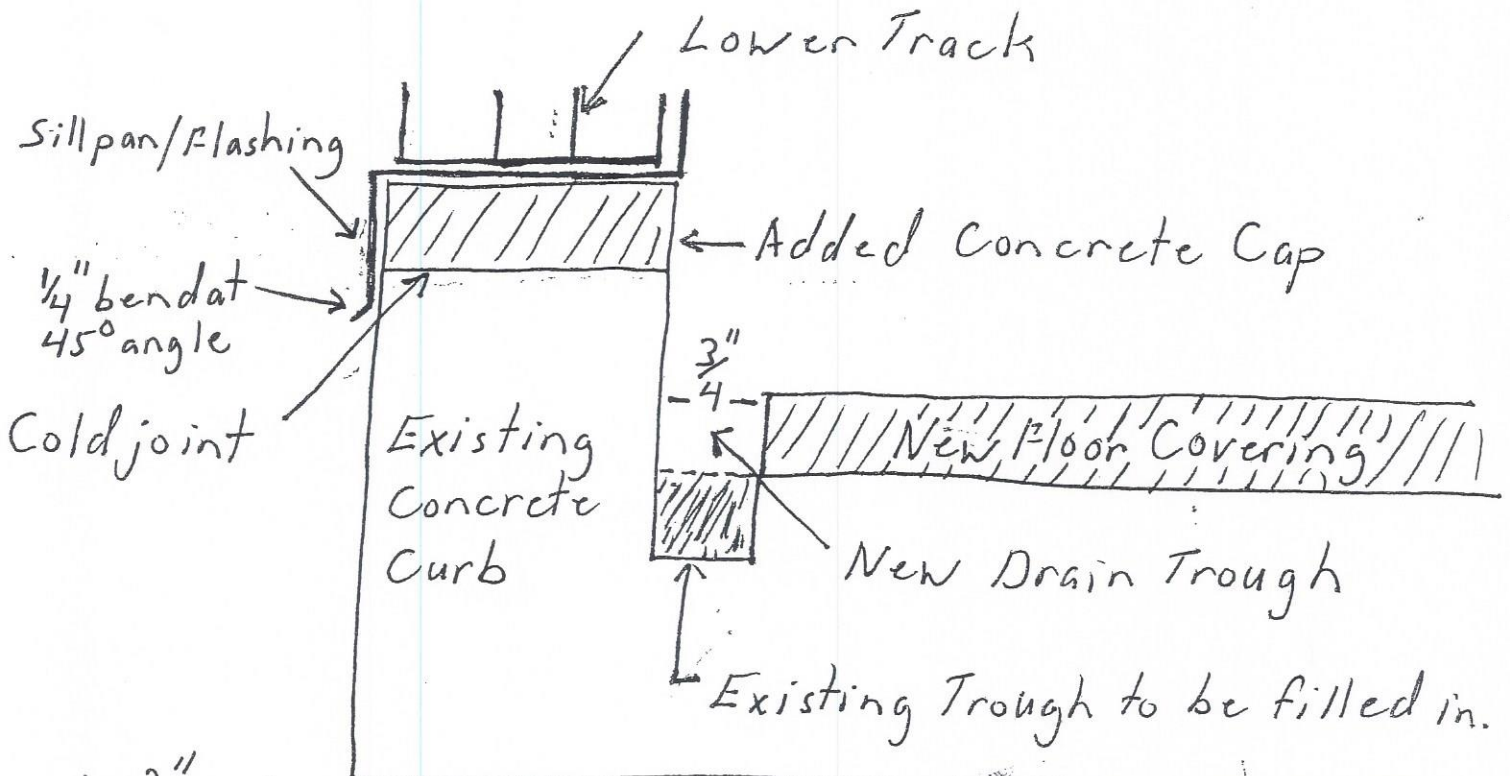 Lower Track
Sillpan/Flashing
Added Concrete Cap
1/4" bend at
45° angle
3/4"
Cold joint
Existing
Concrete
Curb
New Floor Covering
New Drain Trough
Existing Trough to be filled in.